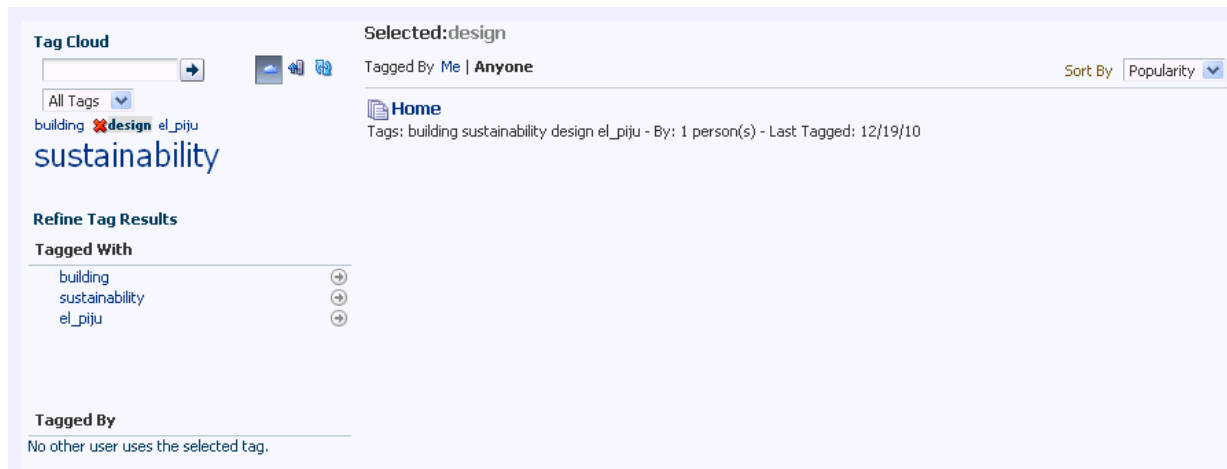 Tag Cloud
All Tags
building design el_piju
sustainability
Refine Tag Results
Tagged With
building
sustainability
el_piju
Tagged By
No other user uses the selected tag.
Selected:design
Tagged By Me | Anyone
Sort By Popularity
Home
Tags: building sustainability design el_piju - By: 1 person(s) - Last Tagged: 12/19/10